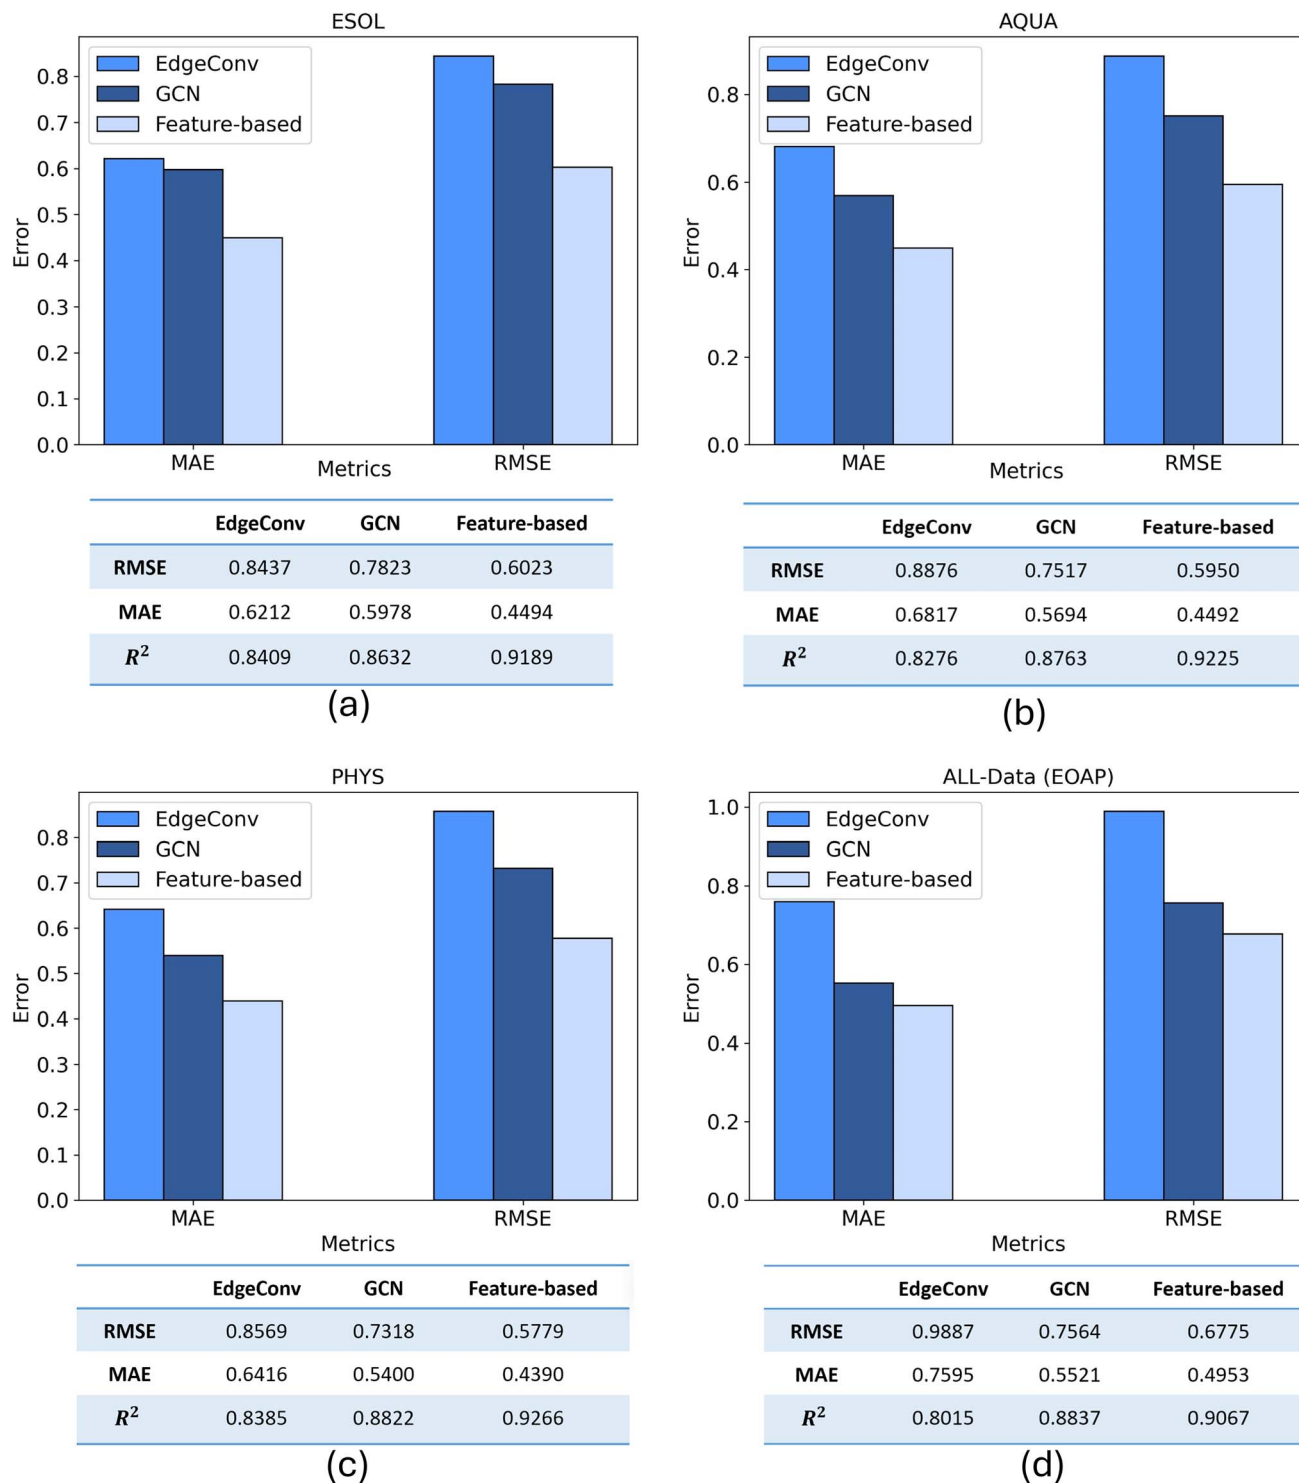 ESOL
EdgeConv
GCN
Feature-based
0.8
0.7
0.6
0.5
0.4
0.3
0.2
0.1
0.0
Error
MAE
RMSE
Metrics
EdgeConv GCN Feature-based
RMSE 0.8437 0.7823 0.6023
MAE 0.6212 0.5978 0.4494
R² 0.8409 0.8632 0.9189
(a)
AQUA
EdgeConv
GCN
Feature-based
0.8
0.6
0.4
0.2
0.0
Error
MAE
RMSE
Metrics
EdgeConv GCN Feature-based
RMSE 0.8876 0.7517 0.5950
MAE 0.6817 0.5694 0.4492
R² 0.8276 0.8763 0.9225
(b)
PHYS
EdgeConv
GCN
Feature-based
0.8
0.7
0.6
0.5
0.4
0.3
0.2
0.1
0.0
Error
MAE
RMSE
Metrics
EdgeConv GCN Feature-based
RMSE 0.8569 0.7318 0.5779
MAE 0.6416 0.5400 0.4390
R² 0.8385 0.8822 0.9266
(c)
ALL-Data (EOAP)
EdgeConv
GCN
Feature-based
1.0
0.8
0.6
0.4
0.2
0.0
Error
MAE
RMSE
Metrics
EdgeConv GCN Feature-based
RMSE 0.9887 0.7564 0.6775
MAE 0.7595 0.5521 0.4953
R² 0.8015 0.8837 0.9067
(d)